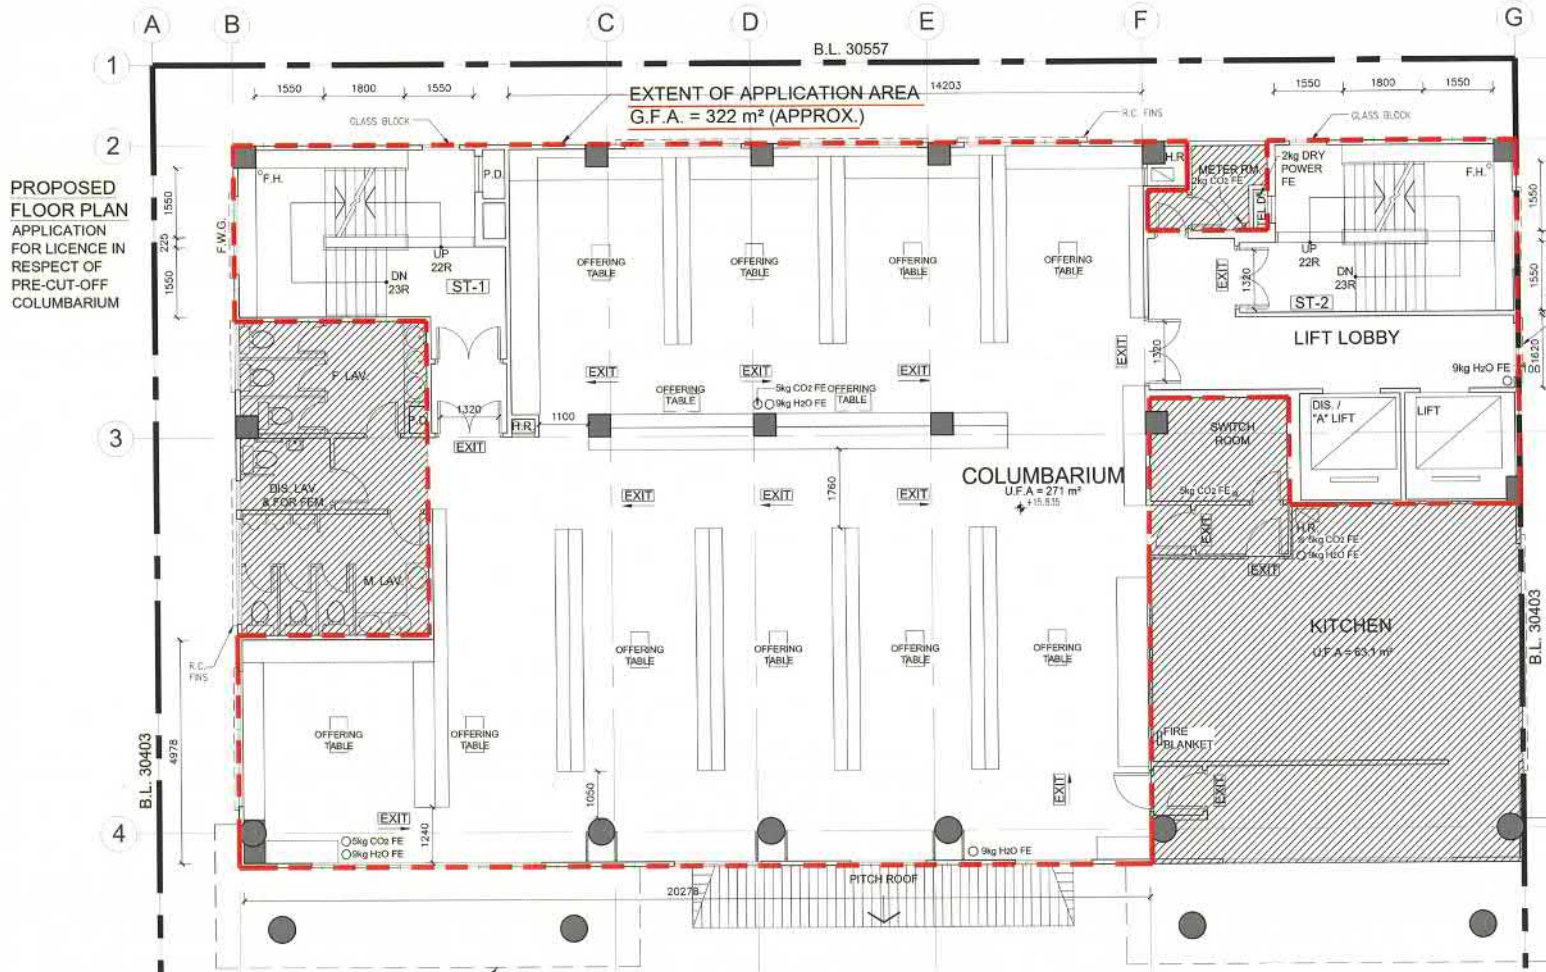 A
B
C
D
E
F
G
1
B.L. 30557
1550
1800
1550
14203
1550
1800
1550
EXTENT OF APPLICATION AREA
G.F.A. = 322 m² (APPROX.)
GLASS BLOCK
R.C. FINS
GLASS BLOCK
2
PROPOSED
FLOOR PLAN
APPLICATION
FOR LICENCE IN
RESPECT OF
PRE-CUT-OFF
COLUMBARIUM
1550
225
1550
F.W.G.
F.H.
P.D.
UP
22R
DN
23R
ST-1
H.R.
METER RM.
2kg CO2 FE
TEL D.
2kg DRY
POWER
FE
F.H.
1550
1550
1620
100
UP
22R
DN
23R
ST-2
EXIT
1320
OFFERING
TABLE
OFFERING
TABLE
OFFERING
TABLE
OFFERING
TABLE
LIFT LOBBY
9kg H2O FE
EXIT
1320
F. LAV.
P.D.
1320
EXIT
EXIT
EXIT
EXIT
OFFERING
TABLE
5kg CO2 FE
9kg H2O FE
OFFERING
TABLE
H.R.
1100
DIS. /
"A" LIFT
LIFT
SWITCH
ROOM
5kg CO2 FE
3
DIS. LAV.
& FOR FEM.
M. LAV.
EXIT
EXIT
EXIT
1760
COLUMBARIUM
U.F.A = 271 m²
+15.815
EXIT
H.R.
5kg CO2 FE
9kg H2O FE
EXIT
KITCHEN
U.F.A = 63.1 m²
B.L. 30403
R.C.
FINS
OFFERING
TABLE
OFFERING
TABLE
OFFERING
TABLE
OFFERING
TABLE
OFFERING
TABLE
OFFERING
TABLE
B.L. 30403
4978
FIRE
BLANKET
EXIT
EXIT
1050
1240
4
EXIT
5kg CO2 FE
9kg H2O FE
9kg H2O FE
20278
PITCH ROOF